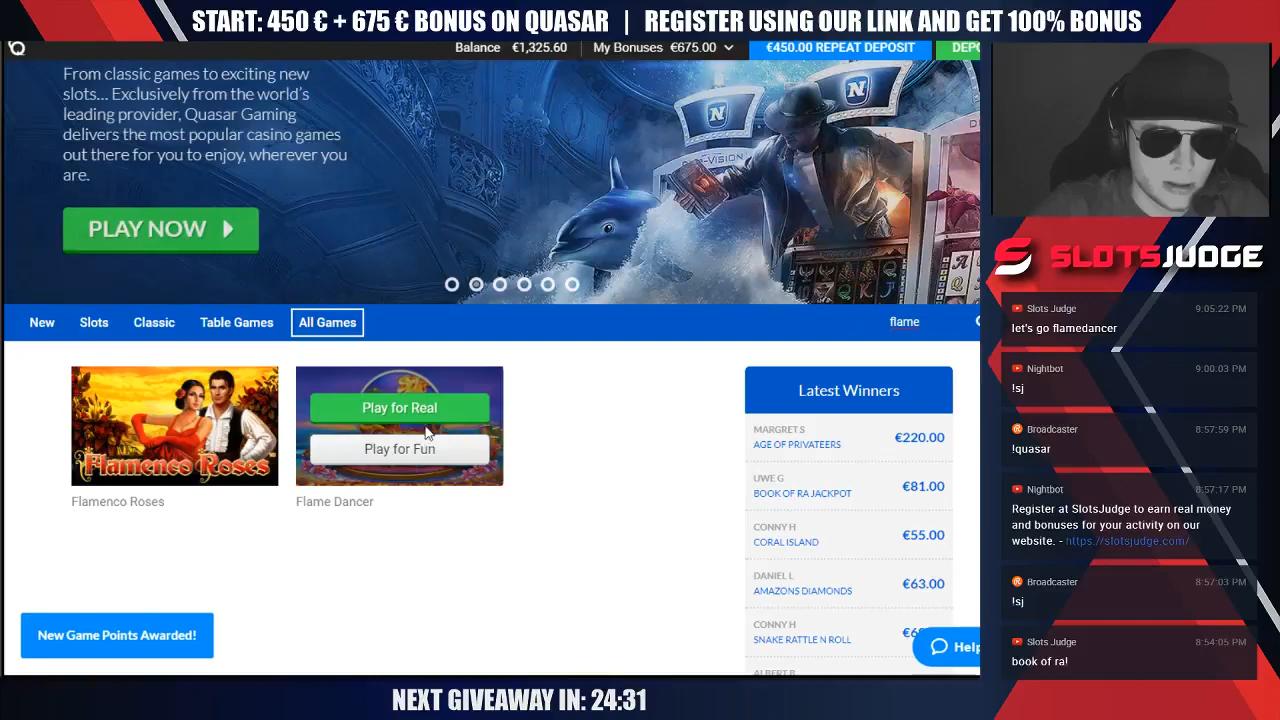 START: 450 € + 675 € BONUS ON QUASAR | REGISTER USING OUR LINK AND GET 100% BONUS
Balance €1,325.60 My Bonuses €675.00 €450.00 REPEAT DEPOSIT
From classic games to exciting new
slots... Exclusively from the world's
leading provider, Quasar Gaming
delivers the most popular casino games
out there for you to enjoy, wherever you
are.
PLAY NOW
New Slots Classic Table Games All Games flame
Play for Real
Play for Fun
Flamenco Roses
Flamenco Roses Flame Dancer
Latest Winners
MARGRET S
AGE OF PRIVATEERS €220.00
UWE G
BOOK OF RA JACKPOT €81.00
CONNY H
CORAL ISLAND €55.00
DANIEL L
AMAZONS DIAMONDS €63.00
CONNY H
SNAKE RATTLE N ROLL
New Game Points Awarded!
Help
SLOTSJUDGE
Slots Judge 9:05:22 PM
let's go flamedancer
Nightbot 9:00:03 PM
!sj
Broadcaster 8:57:59 PM
!quasar
Nightbot 8:57:17 PM
Register at SlotsJudge to earn real money
and bonuses for your activity on our
website. - https://slotsjudge.com/
Broadcaster 8:57:03 PM
!sj
Slots Judge 8:54:05 PM
book of ra!
NEXT GIVEAWAY IN: 24:31